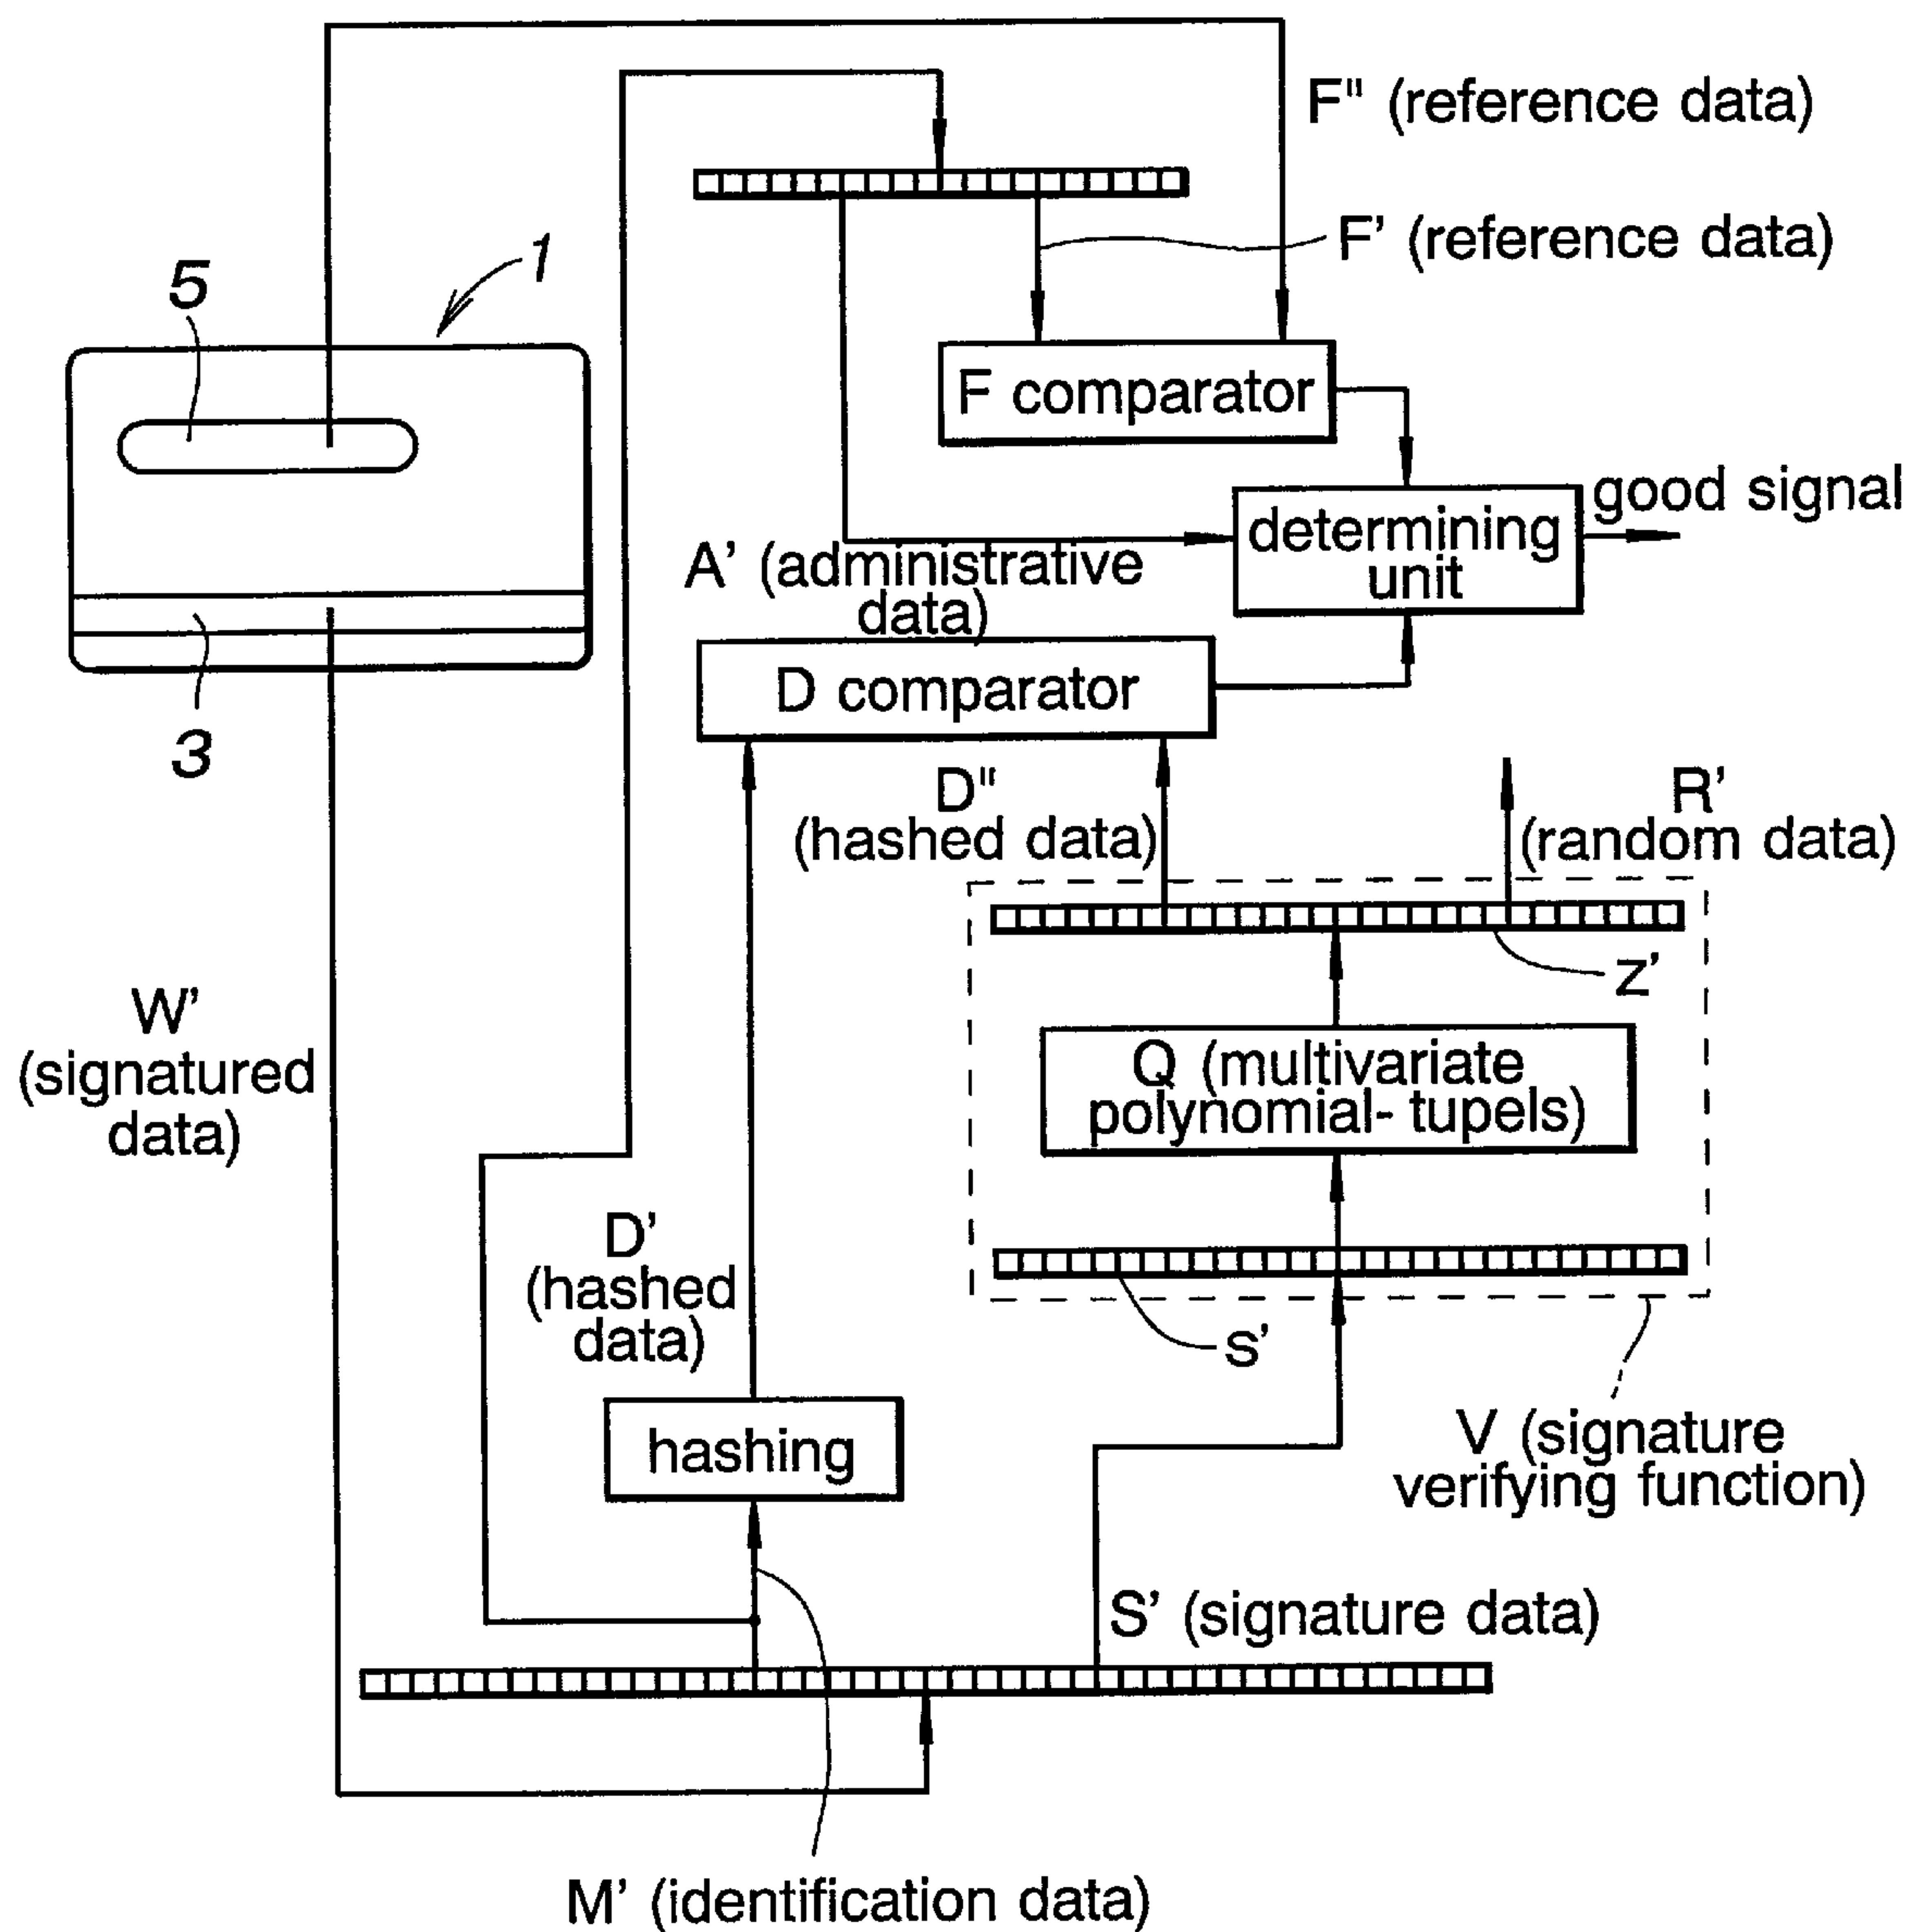 F" (reference data)
F' (reference data)
1
5
F comparator
good signal
determining
unit
A' (administrative
data)
D comparator
3
D"
(hashed data)
R'
(random data)
z'
W'
(signatured
data)
Q (multivariate
polynomial- tupels)
D'
(hashed
data)
s'
hashing
V (signature
verifying function)
S' (signature data)
M' (identification data)